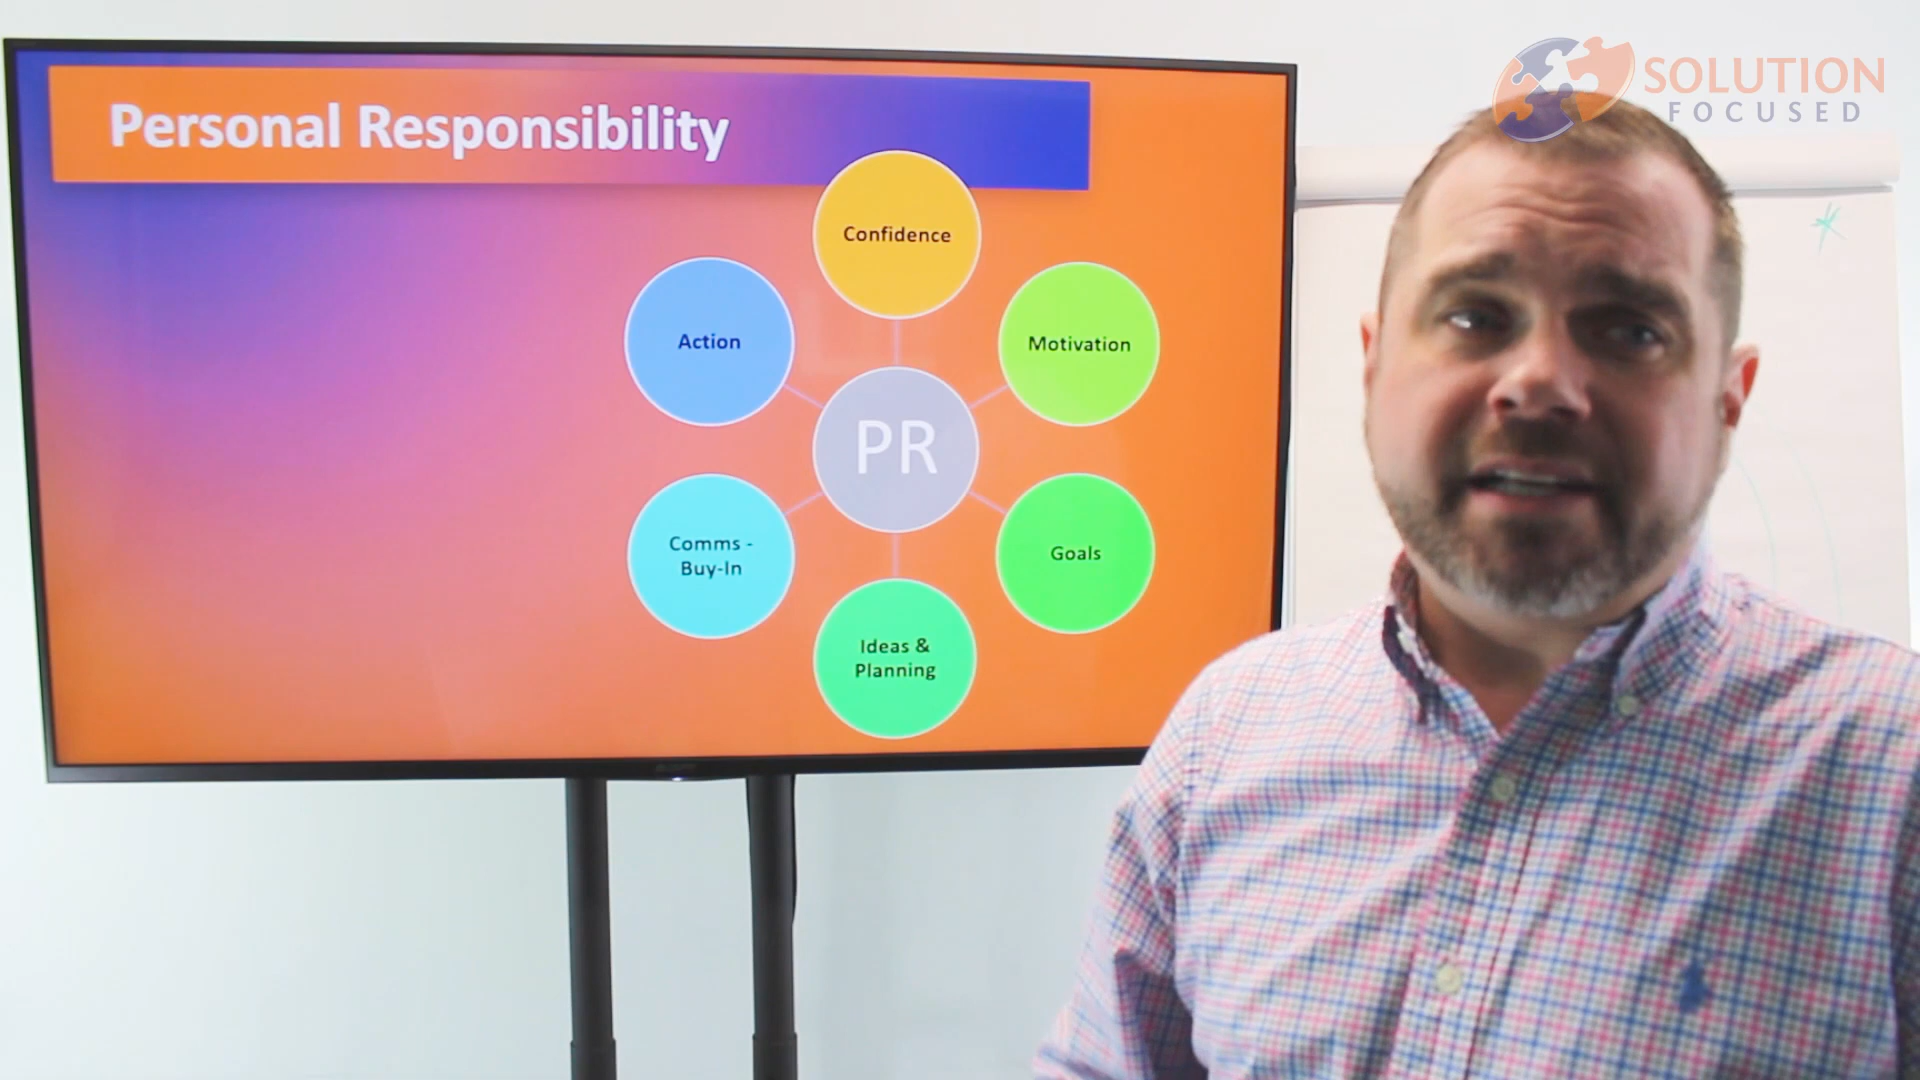 Personal Responsibility
Confidence
Action
Motivation
PR
Comms -
Buy-In
Goals
Ideas &
Planning
SOLUTION
FOCUSED